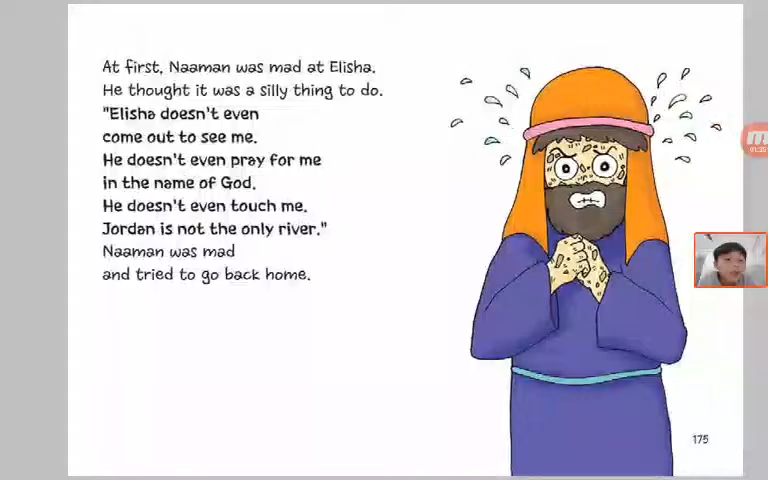 At first, Naaman was mad at Elisha.
He thought it was a silly thing to do.
"Elisha doesn't even
come out to see me.
He doesn't even pray for me
in the name of God.
He doesn't even touch me.
Jordan is not the only river."
Naaman was mad
and tried to go back home.
175